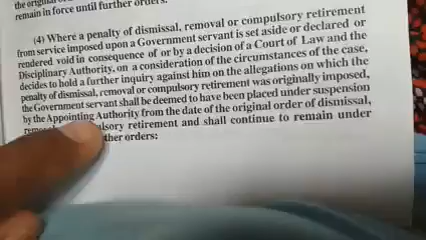 the original
remain in force until further orders.
(4) Where a penalty of dismissal, removal or compulsory retirement
from service imposed upon a Government servant is set aside or declared or
rendered void in consequence of or by a decision of a Court of Law and the
Disciplinary Authority, on a consideration of the circumstances of the case,
decides to hold a further inquiry against him on the allegations on which the
penalty of dismissal, removal or compulsory retirement was originally imposed,
the Government servant shall be deemed to have been placed under suspension
by the Appointing Authority from the date of the original order of dismissal,
retirement and shall continue to remain under
orders: